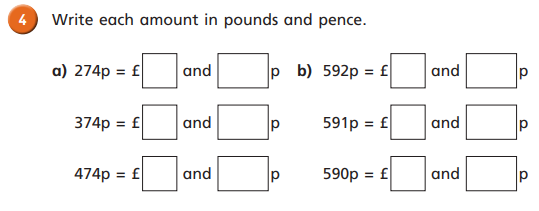 4 Write each amount in pounds and pence.
a) 274p = £ and p b) 592p = £ and p
374p = £ and p 591p = £ and p
474p = £ and p 590p = £ and p